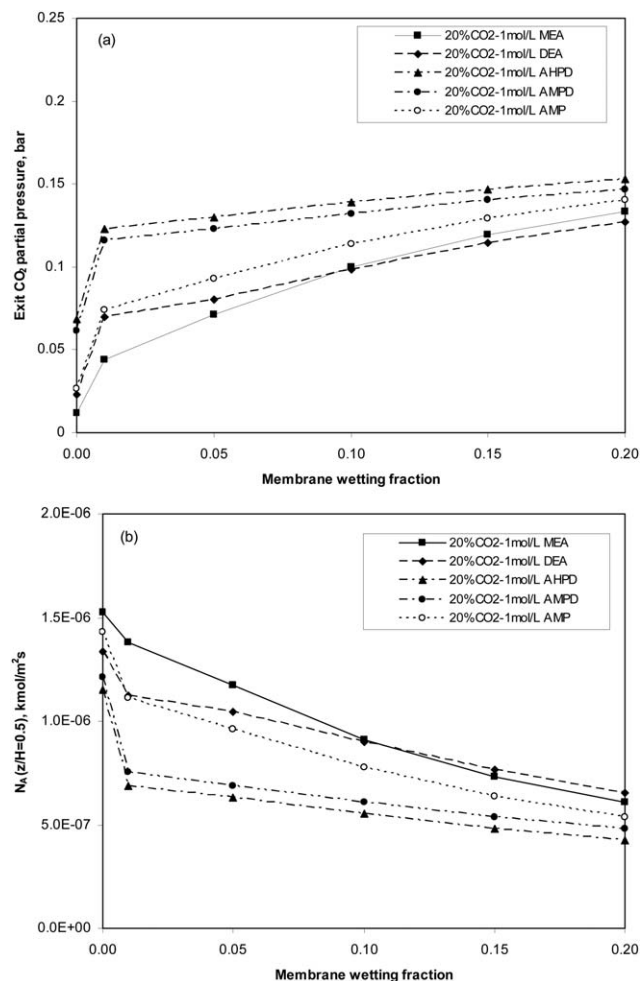 (a)
20%CO2-1mol/L MEA
20%CO2-1mol/L DEA
20%CO2-1mol/L AHPD
20%CO2-1mol/L AMPD
20%CO2-1mol/L AMP
Exit CO₂ partial pressure, bar
0.25
0.2
0.15
0.1
0.05
0
0.00 0.05 0.10 0.15 0.20
Membrane wetting fraction
(b)
20%CO2-1mol/L MEA
20%CO2-1mol/L DEA
20%CO2-1mol/L AHPD
20%CO2-1mol/L AMPD
20%CO2-1mol/L AMP
N_A(z/H=0.5), kmol/m²s
2.0E-06
1.5E-06
1.0E-06
5.0E-07
0.0E+00
0.00 0.05 0.10 0.15 0.20
Membrane wetting fraction